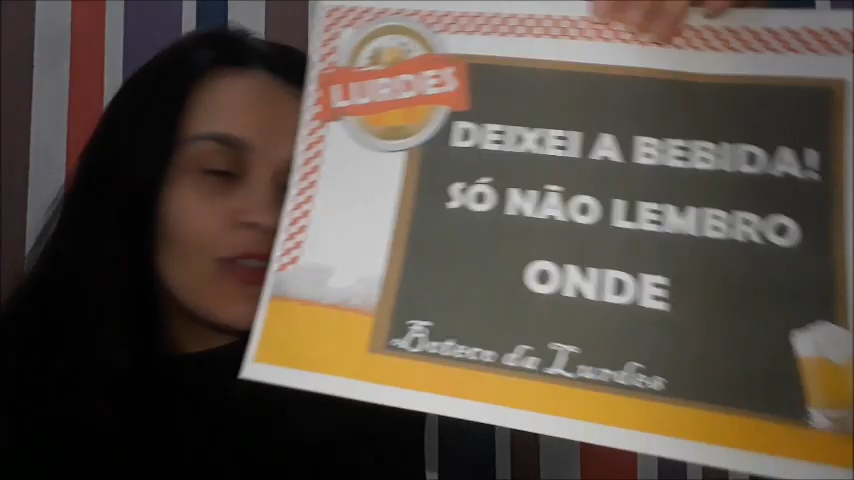 LURDES
DEIXEI A BEBIDA!
SÓ NÃO LEMBRO
ONDE
Boteco da Lurdes